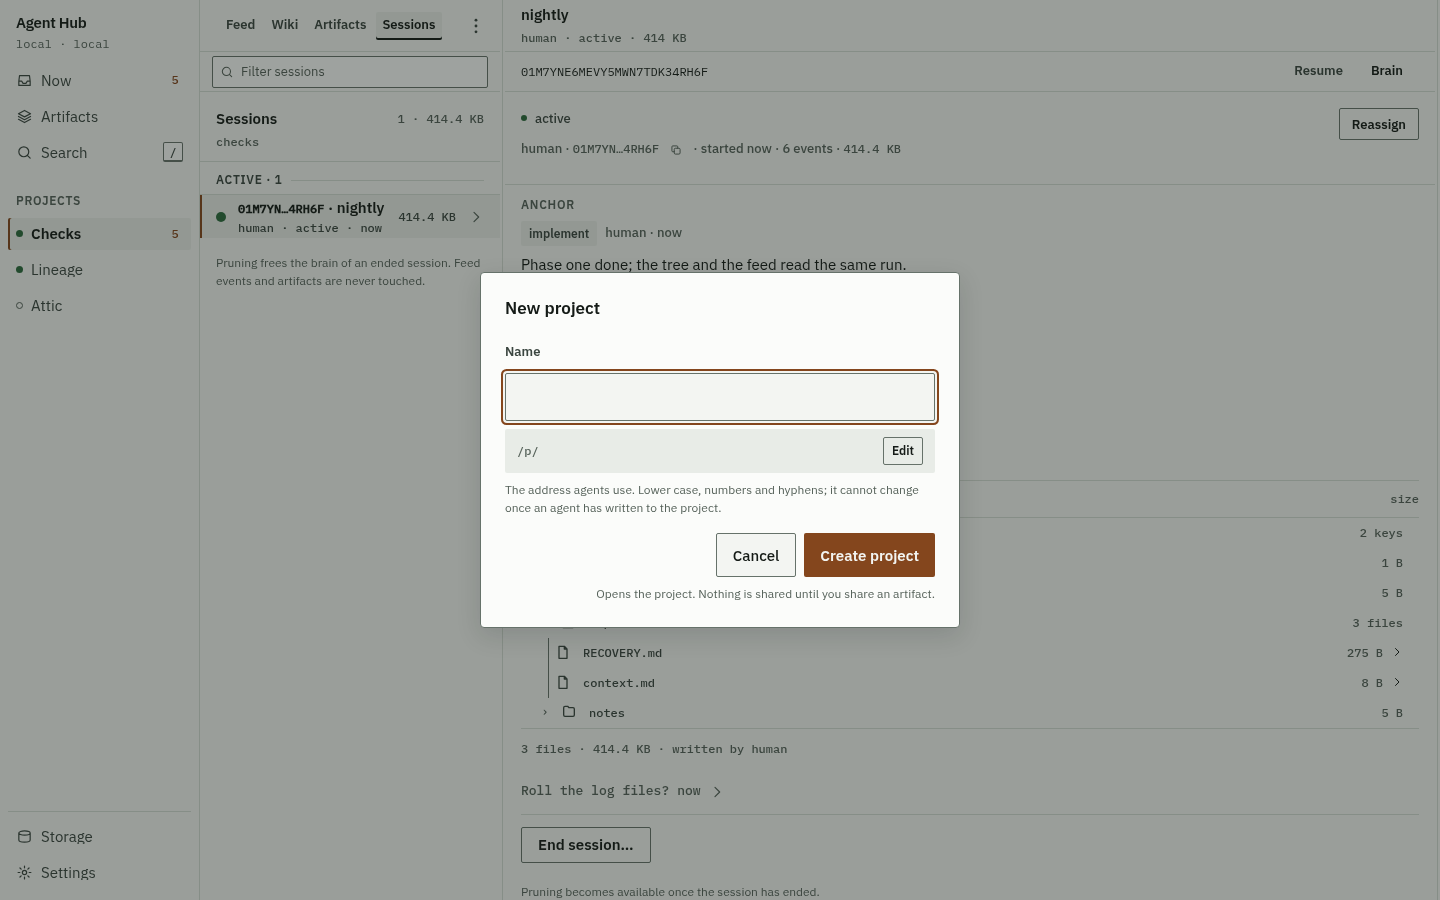 Agent Hub
local · local
Now 5
Artifacts
Search /
PROJECTS
Checks 5
Lineage
Attic
Storage
Settings
Feed Wiki Artifacts Sessions
Filter sessions
Sessions 1 · 414.4 KB
checks
ACTIVE · 1
01M7YN…4RH6F · nightly 414.4 KB
human · active · now
Pruning frees the brain of an ended session. Feed
events and artifacts are never touched.
nightly
human · active · 414 KB
01M7YNE6MEVY5MWN7TDK34RH6F Resume Brain
active Reassign
human · 01M7YN…4RH6F · started now · 6 events · 414.4 KB
ANCHOR
implement human · now
Phase one done; the tree and the feed read the same run.
New project
Name
/p/ Edit
The address agents use. Lower case, numbers and hyphens; it cannot change
once an agent has written to the project.
Cancel Create project
Opens the project. Nothing is shared until you share an artifact.
size
2 keys
1 B
5 B
3 files
RECOVERY.md 275 B
context.md 8 B
notes 5 B
3 files · 414.4 KB · written by human
Roll the log files? now
End session…
Pruning becomes available once the session has ended.